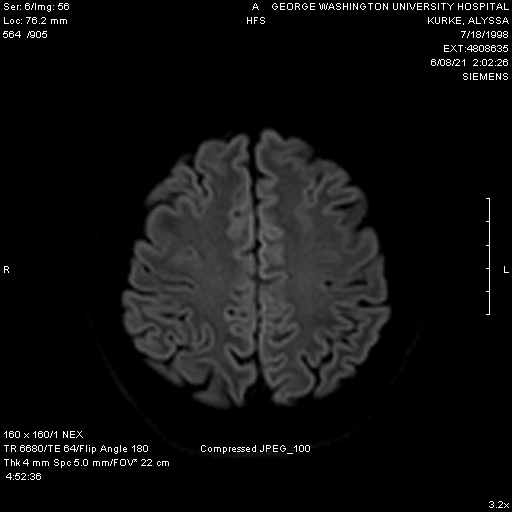 Ser: 6/Img: 56
Loc: 76.2 mm
564 /905
A
HFS
GEORGE WASHINGTON UNIVERSITY HOSPITAL
KURKE, ALYSSA
7/18/1998
EXT:4808635
6/08/21 2:02:26
SIEMENS
R
L
160 x 160/1 NEX
TR 6680/TE 64/Flip Angle 180
Thk 4 mm Spc 5.0 mm/FOV* 22 cm
4:52:36
Compressed JPEG_100
3.2x